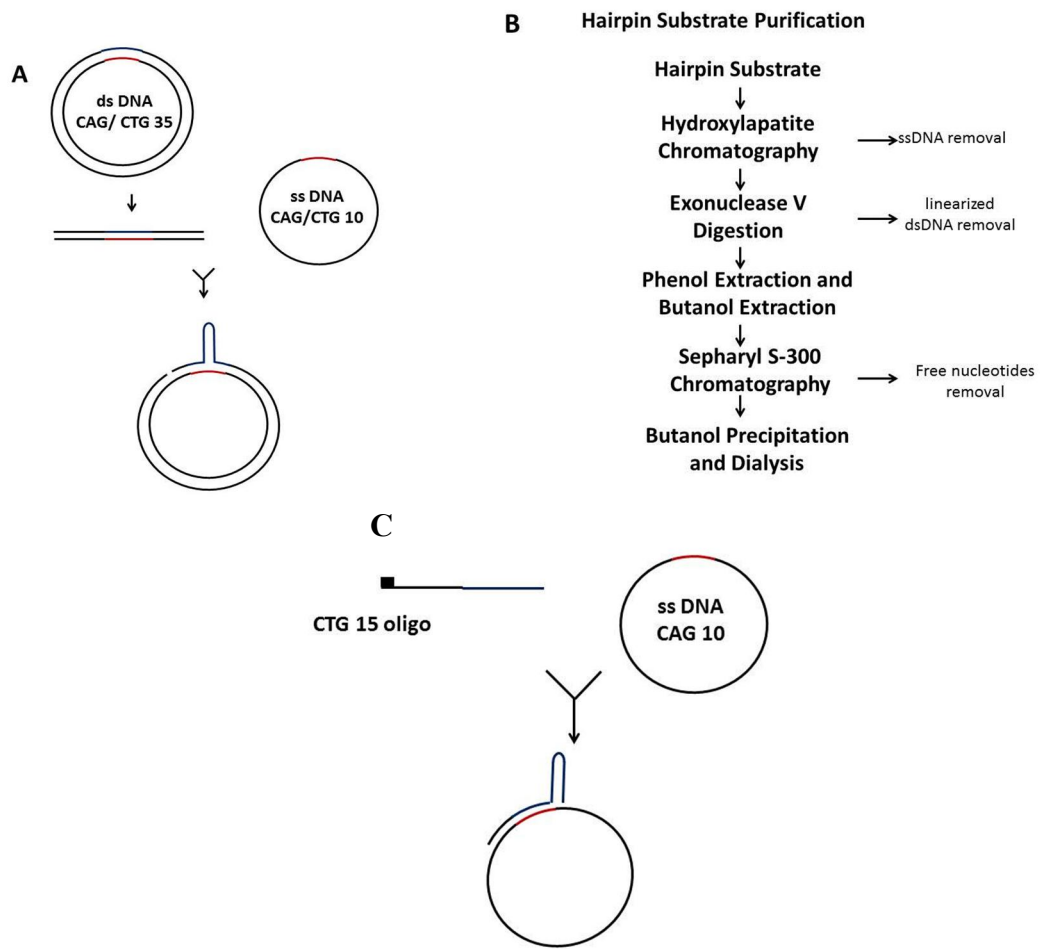 A
ds DNA
CAG/ CTG 35
ss DNA
CAG/CTG 10
B
Hairpin Substrate Purification
Hairpin Substrate
Hydroxylapatite
Chromatography
ssDNA removal
Exonuclease V
Digestion
linearized
dsDNA removal
Phenol Extraction and
Butanol Extraction
Sepharyl S-300
Chromatography
Free nucleotides
removal
Butanol Precipitation
and Dialysis
C
CTG 15 oligo
ss DNA
CAG 10